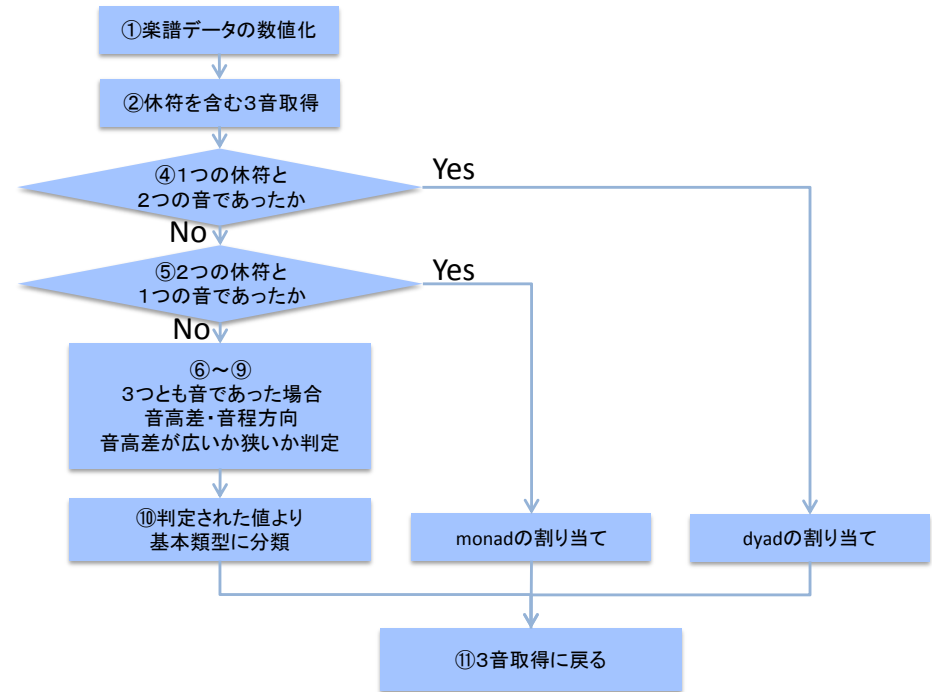 ①楽譜データの数値化
②休符を含む３音取得
④１つの休符と
２つの音であったか
Yes
No
⑤２つの休符と
１つの音であったか
Yes
No
⑥～⑨
３つとも音であった場合
音高差・音程方向
音高差が広いか狭いか判定
⑩判定された値より
基本類型に分類
monadの割り当て
dyadの割り当て
⑪３音取得に戻る